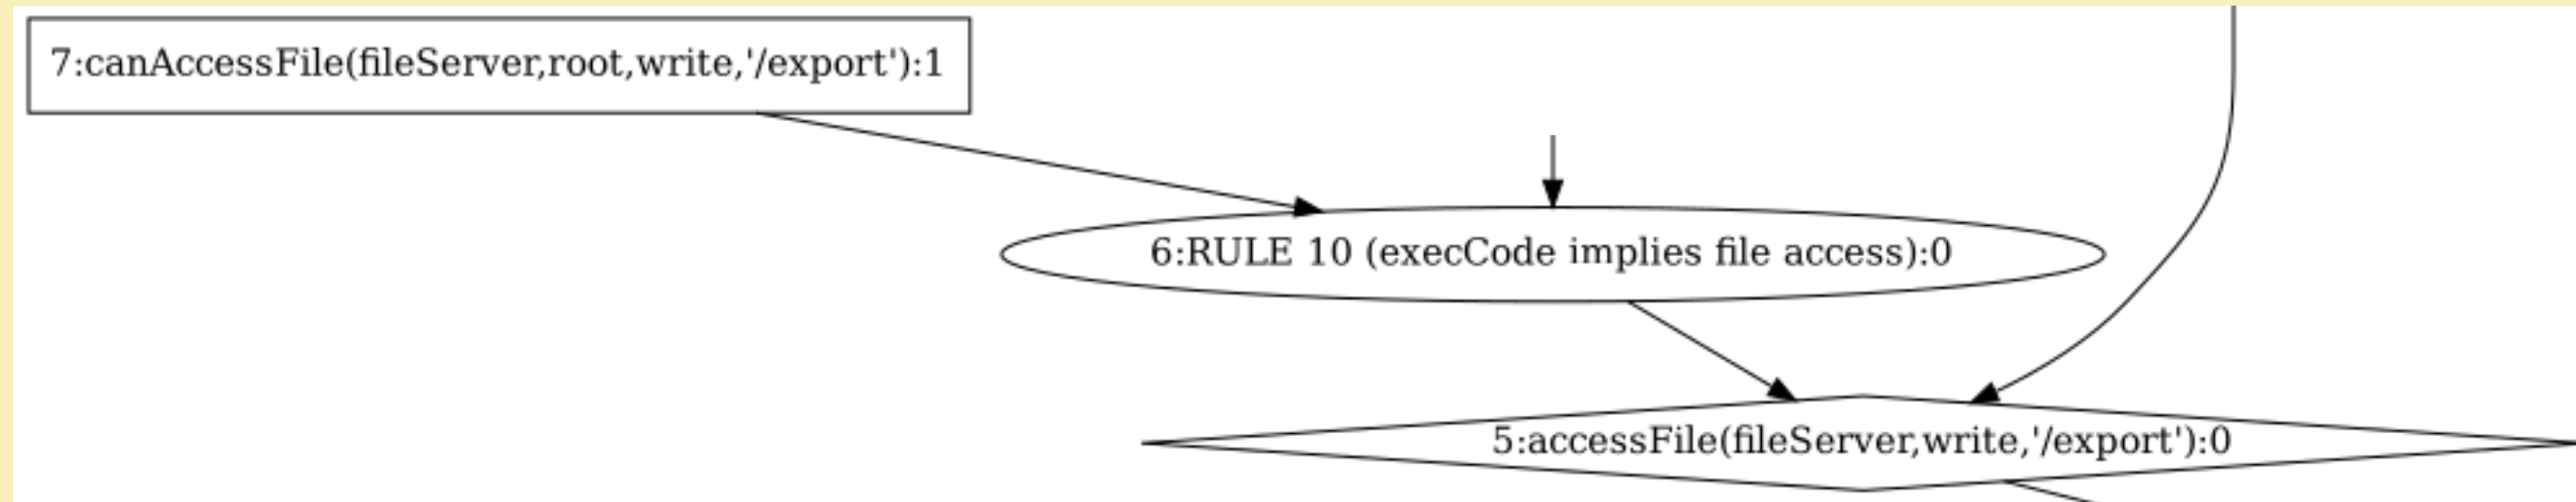 7:canAccessFile(fileServer,root,write,'/export'):1
6:RULE 10 (execCode implies file access):0
5:accessFile(fileServer,write,'/export'):0